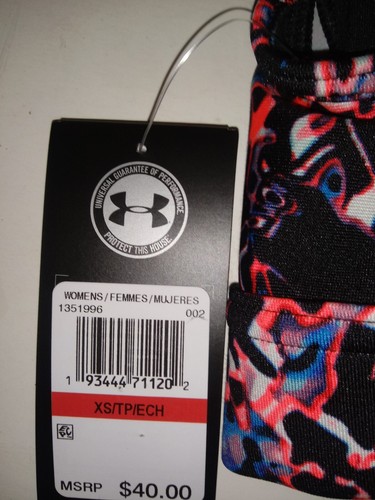 UNIVERSAL GUARANTEE OF PERFORMANCE
PROTECT THIS HOUSE
WOMENS/FEMMES/MUJERES
1351996 002
1 93444 71120 2
XS/TP/ECH
MSRP $40.00